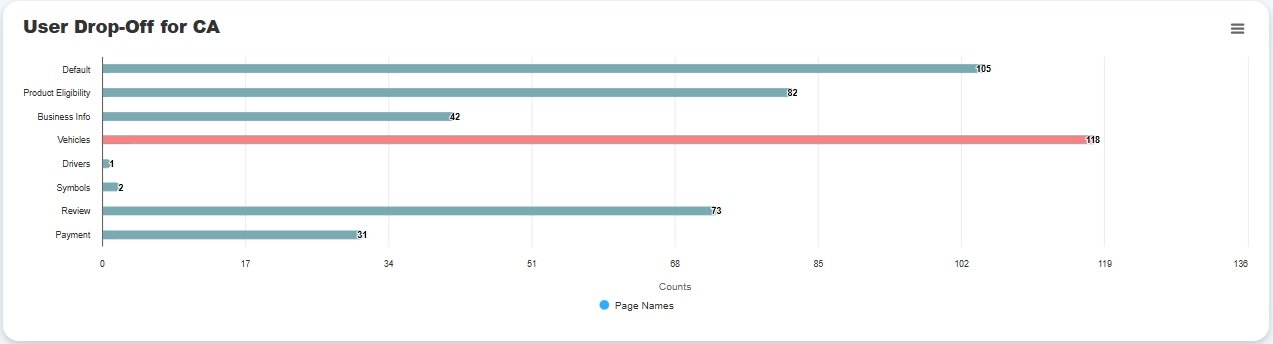 User Drop-Off for CA
Default 105
Product Eligibility 82
Business Info 42
Vehicles 118
Drivers 1
Symbols 2
Review 73
Payment 31
0 17 34 51 68 85 102 119 136
Counts
Page Names